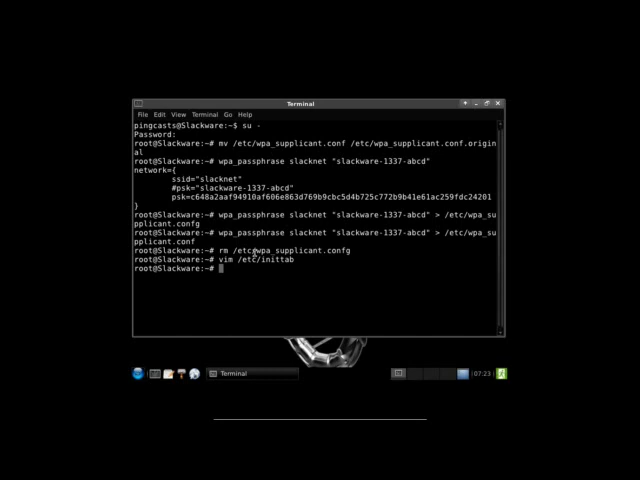 Terminal
File Edit View Terminal Go Help
pingcasts@Slackware:~$ su -
Password:
root@Slackware:~# mv /etc/wpa_supplicant.conf /etc/wpa_supplicant.conf.origin
al
root@Slackware:~# wpa_passphrase slacknet "slackware-1337-abcd"
network={
ssid="slacknet"
#psk="slackware-1337-abcd"
psk=c648a2aaf94910af606e863d769b9cbc5d4b725c772b9b41e61ac259fdc24201
}
root@Slackware:~# wpa_passphrase slacknet "slackware-1337-abcd" > /etc/wpa_su
pplicant.confg
root@Slackware:~# wpa_passphrase slacknet "slackware-1337-abcd" > /etc/wpa_su
pplicant.conf
root@Slackware:~# rm /etc/wpa_supplicant.confg
root@Slackware:~# vim /etc/inittab
root@Slackware:~#
Terminal
07:23